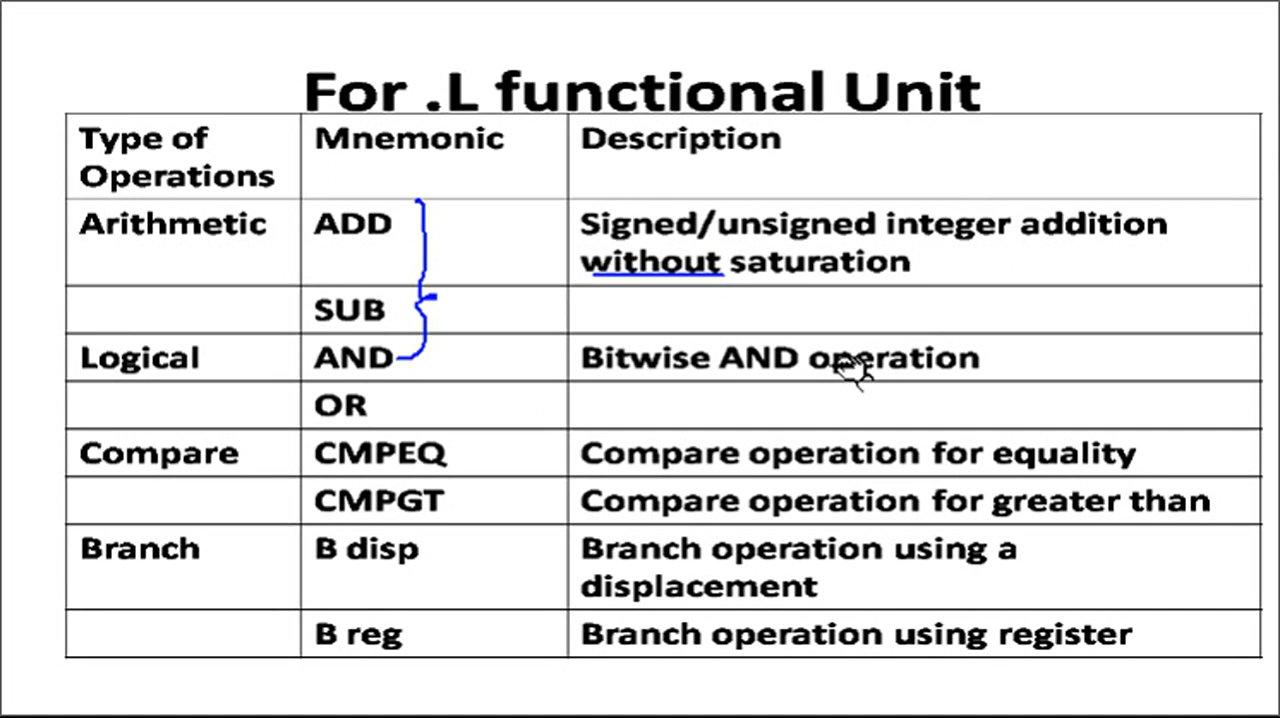 For .L functional Unit
Type of Operations Mnemonic Description
Arithmetic ADD Signed/unsigned integer addition
without saturation
SUB
Logical AND Bitwise AND operation
OR
Compare CMPEQ Compare operation for equality
CMPGT Compare operation for greater than
Branch B disp Branch operation using a
displacement
B reg Branch operation using register